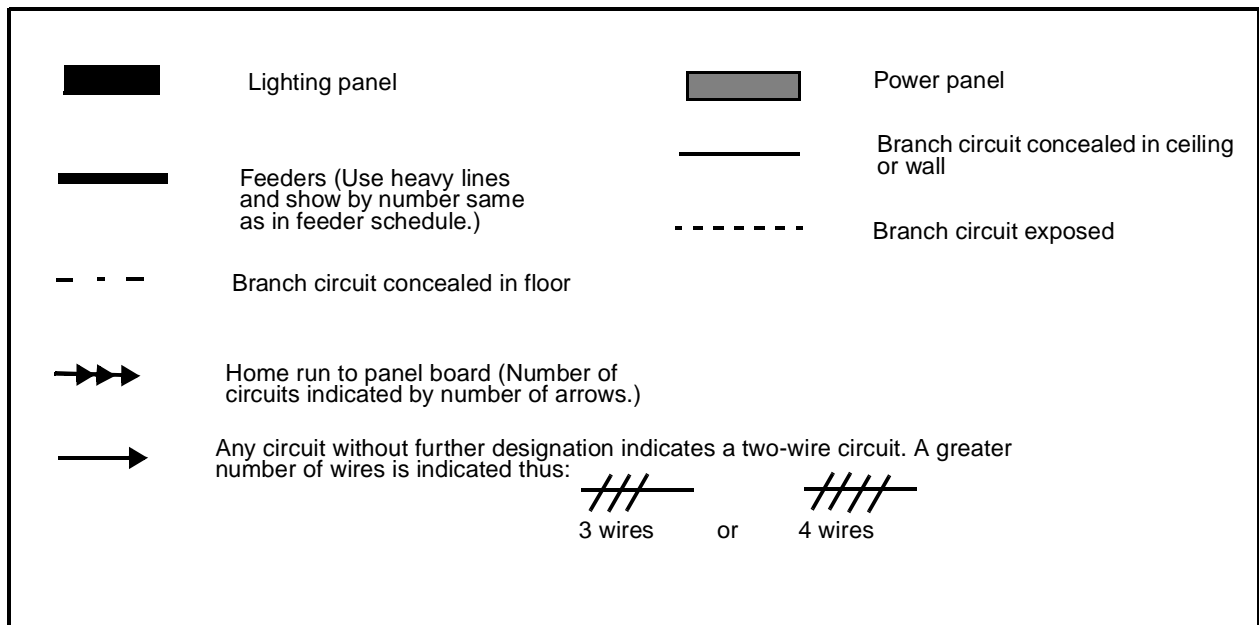 Lighting panel
Power panel
Branch circuit concealed in ceiling
or wall
Feeders (Use heavy lines
and show by number same
as in feeder schedule.)
Branch circuit exposed
Branch circuit concealed in floor
Home run to panel board (Number of
circuits indicated by number of arrows.)
Any circuit without further designation indicates a two-wire circuit. A greater
number of wires is indicated thus:
3 wires or 4 wires